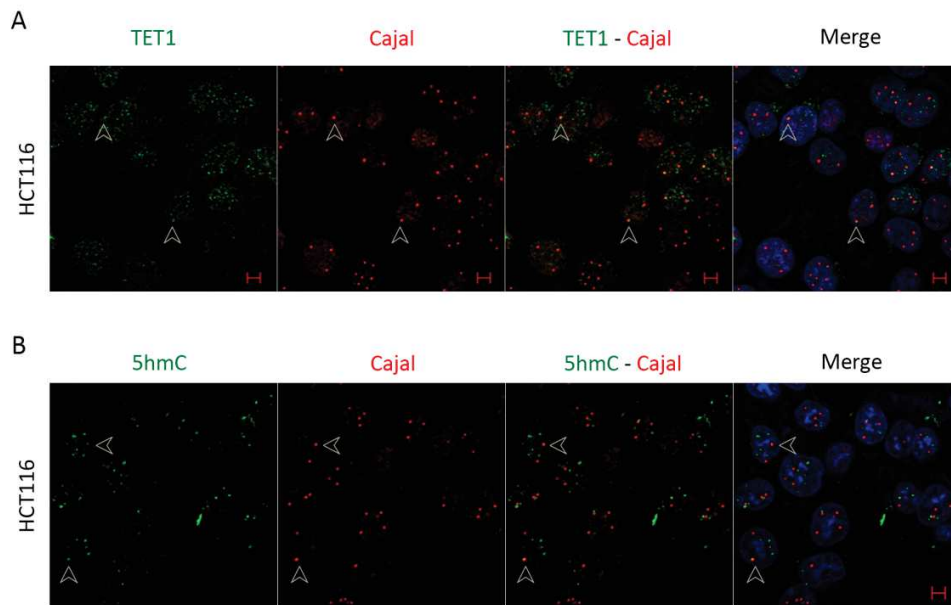 A
TET1 Cajal TET1 - Cajal Merge
HCT116
B
5hmC Cajal 5hmC - Cajal Merge
HCT116